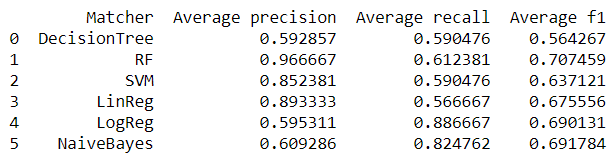 Matcher Average precision Average recall Average f1
0 DecisionTree 0.592857 0.590476 0.564267
1 RF 0.966667 0.612381 0.707459
2 SVM 0.852381 0.590476 0.637121
3 LinReg 0.893333 0.566667 0.675556
4 LogReg 0.595311 0.886667 0.690131
5 NaiveBayes 0.609286 0.824762 0.691784